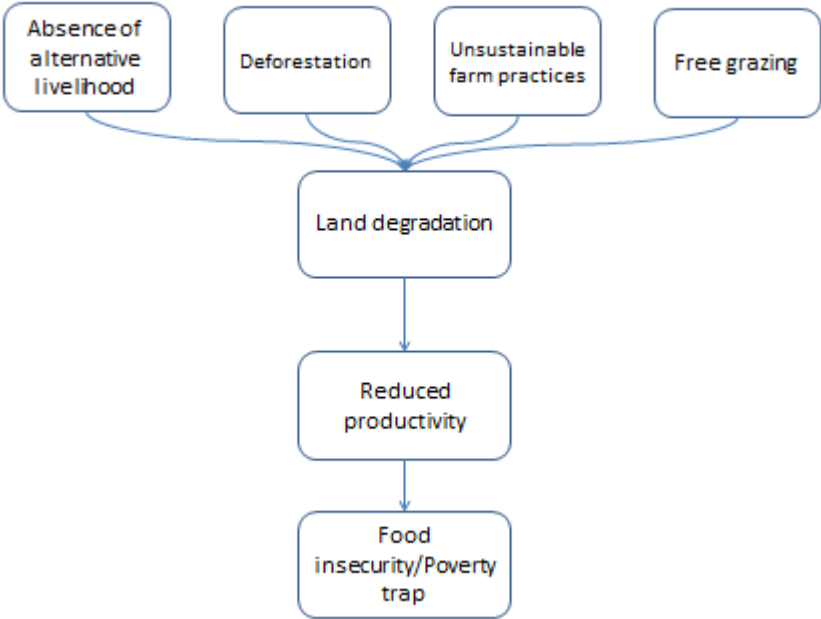 Absence of
alternative
livelihood
Deforestation
Unsustainable
farm practices
Free grazing
Land degradation
Reduced
productivity
Food
insecurity/Poverty
trap